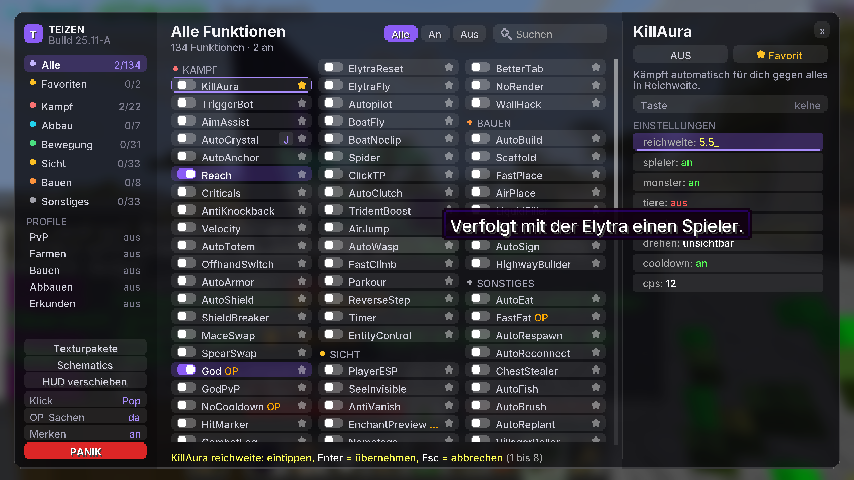 T
TEIZEN
Build 25.11-A
Alle 2/134
Favoriten 0/2
Kampf 2/22
Abbau 0/7
Bewegung 0/31
Sicht 0/33
Bauen 0/8
Sonstiges 0/33
PROFILE
PvP aus
Farmen aus
Bauen aus
Abbauen aus
Erkunden aus
Texturpakete
Schematics
HUD verschieben
Klick Pop
OP-Sachen da
Merken an
PANIK
Alle Funktionen
134 Funktionen · 2 an
Alle
An
Aus
Suchen
KAMPF
KillAura
TriggerBot
AimAssist
AutoCrystal J
AutoAnchor
Reach
Criticals
AntiKnockback
Velocity
AutoTotem
OffhandSwitch
AutoArmor
AutoShield
ShieldBreaker
MaceSwap
SpearSwap
God OP
GodPvP
NoCooldown OP
HitMarker
CombatLog
ElytraReset
ElytraFly
Autopilot
BoatFly
BoatNoclip
Spider
ClickTP
AutoClutch
TridentBoost
AirJump
AutoWasp
FastClimb
Parkour
ReverseStep
Timer
EntityControl
SICHT
PlayerESP
SeeInvisible
AntiVanish
EnchantPreview ...
Nametags
BetterTab
NoRender
WallHack
BAUEN
AutoBuild
Scaffold
FastPlace
AirPlace
AutoSign
HighwayBuilder
SONSTIGES
AutoEat
FastEat OP
AutoRespawn
AutoReconnect
ChestStealer
AutoFish
AutoBrush
AutoReplant
VillagerRoller
Verfolgt mit der Elytra einen Spieler.
KillAura reichweite: eintippen, Enter = übernehmen, Esc = abbrechen (1 bis 8)
KillAura
x
AUS
Favorit
Kämpft automatisch für dich gegen alles
in Reichweite.
Taste keine
EINSTELLUNGEN
reichweite: 5.5_
spieler: an
monster: an
tiere: aus
drehen: unsichtbar
cooldown: an
cps: 12